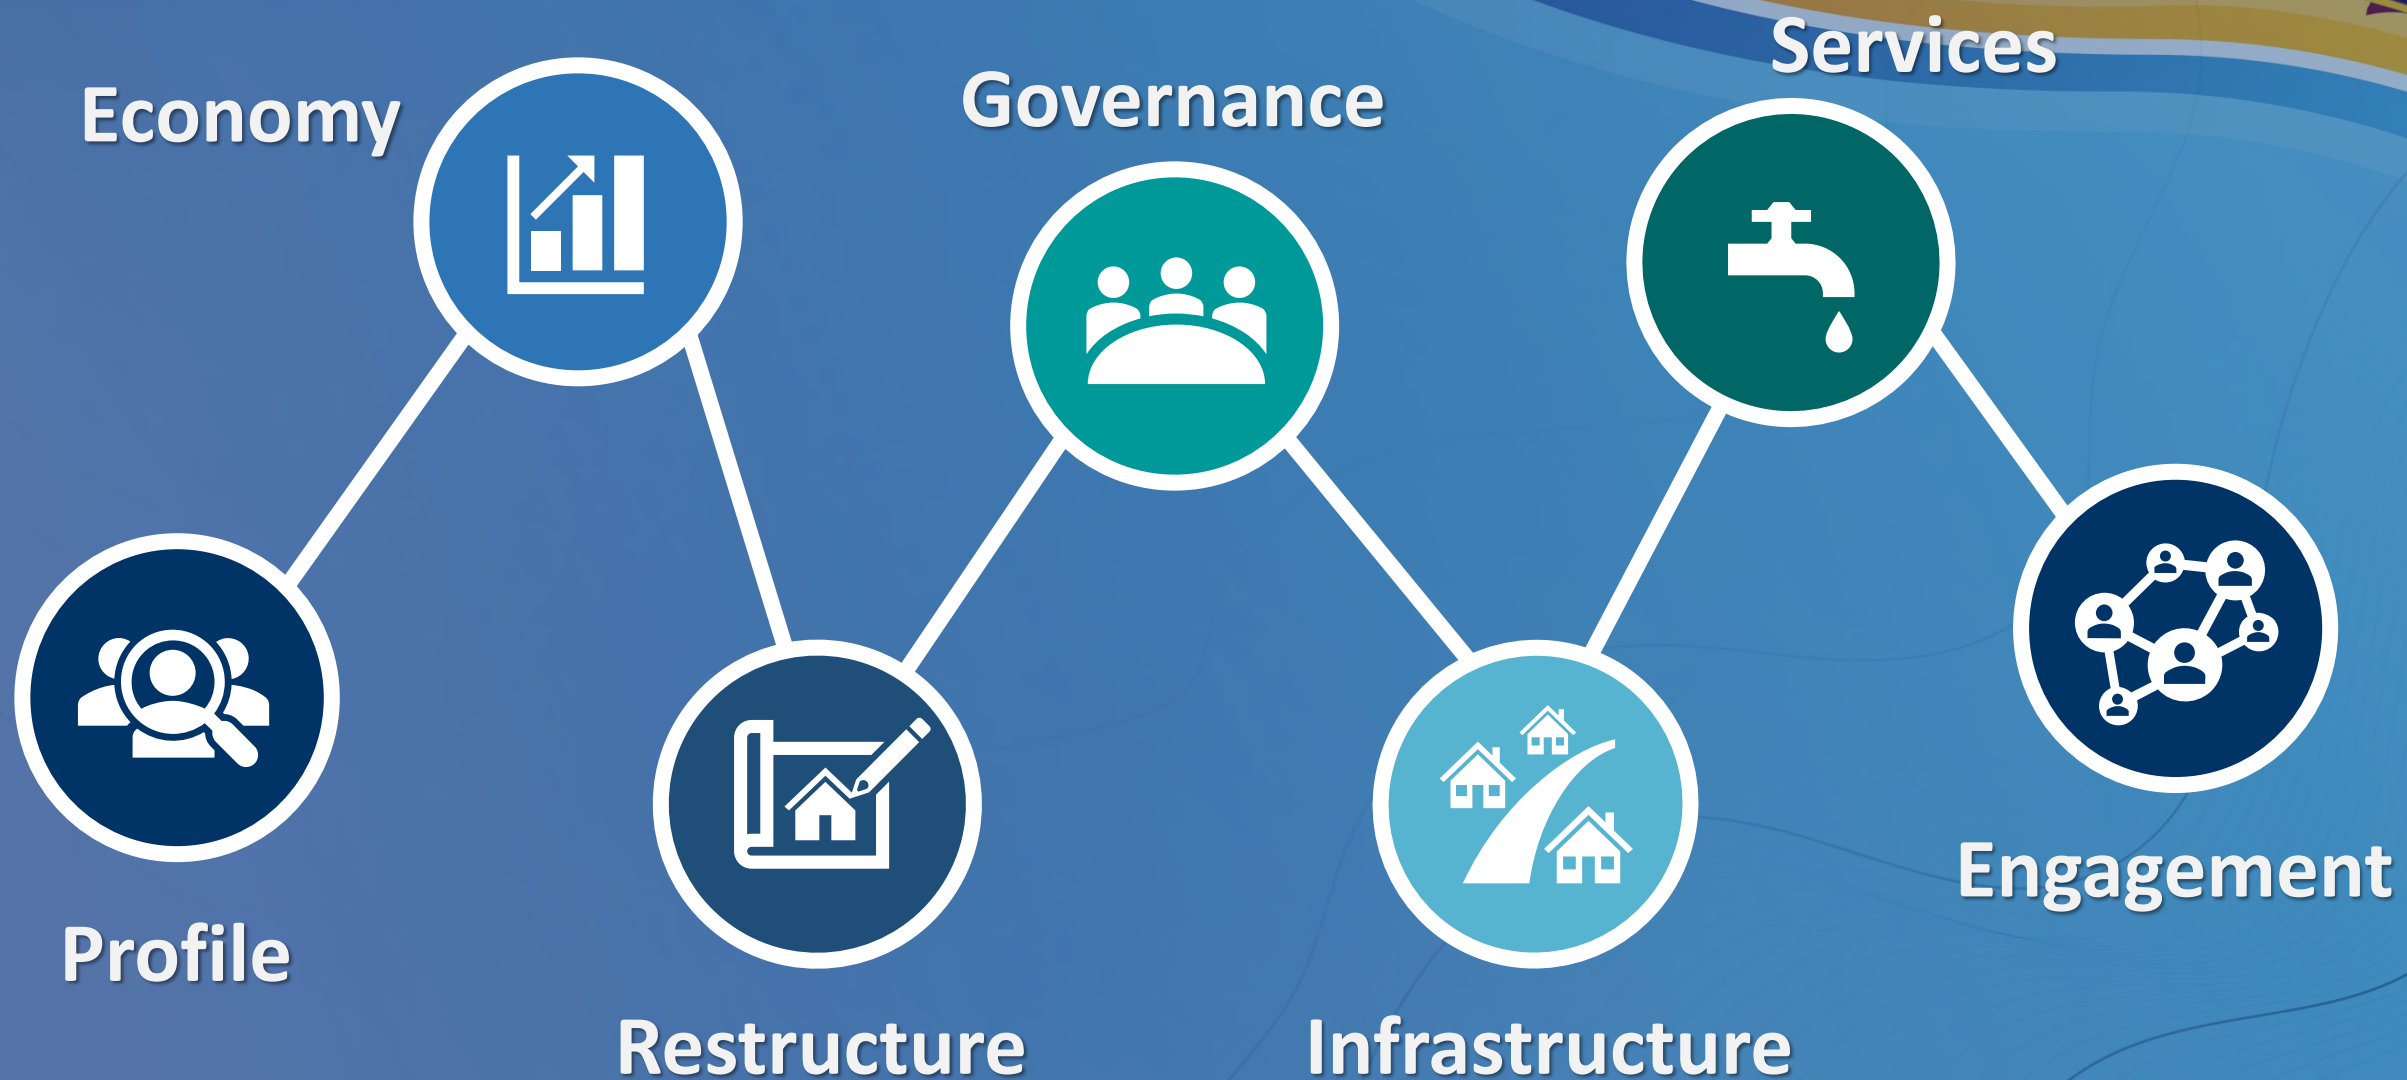 Services
Governance
Economy
Engagement
Profile
Restructure
Infrastructure